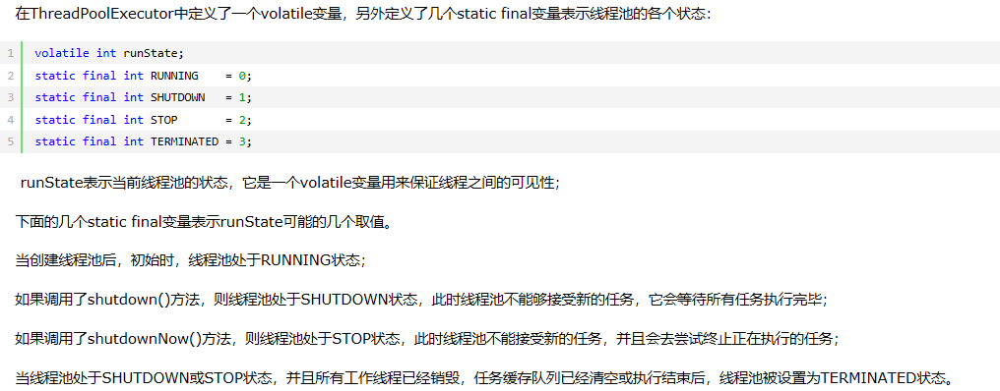 在ThreadPoolExecutor中定义了一个volatile变量，另外定义了几个static final变量表示线程池的各个状态：
1 volatile int runState;
2 static final int RUNNING    = 0;
3 static final int SHUTDOWN   = 1;
4 static final int STOP       = 2;
5 static final int TERMINATED = 3;
runState表示当前线程池的状态，它是一个volatile变量用来保证线程之间的可见性；
下面的几个static final变量表示runState可能的几个取值。
当创建线程池后，初始时，线程池处于RUNNING状态；
如果调用了shutdown()方法，则线程池处于SHUTDOWN状态，此时线程池不能够接受新的任务，它会等待所有任务执行完毕；
如果调用了shutdownNow()方法，则线程池处于STOP状态，此时线程池不能接受新的任务，并且会去尝试终止正在执行的任务；
当线程池处于SHUTDOWN或STOP状态，并且所有工作线程已经销毁，任务缓存队列已经清空或执行结束后，线程池被设置为TERMINATED状态。